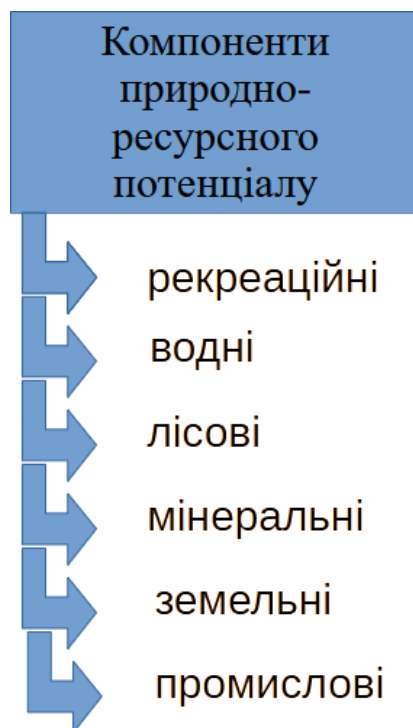 Компоненти
природно-
ресурсного
потенціалу
рекреаційні
водні
лісові
мінеральні
земельні
промислові